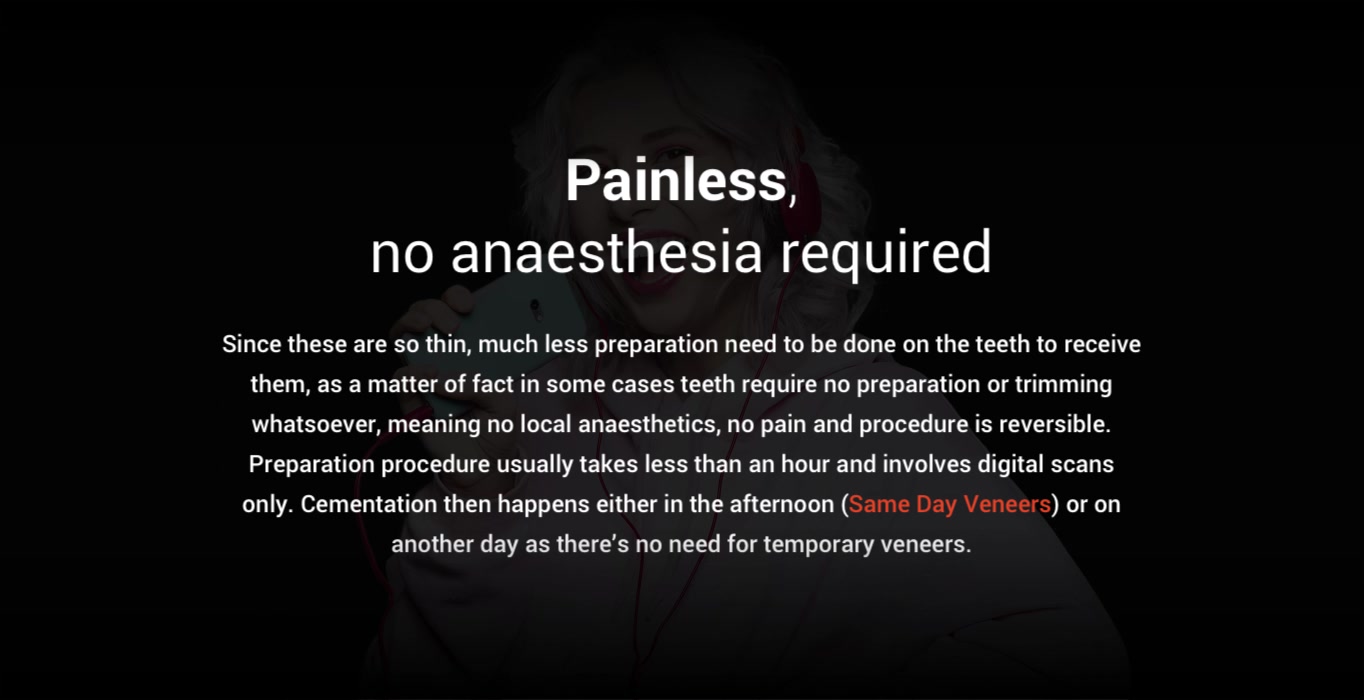 Painless,
no anaesthesia required
Since these are so thin, much less preparation need to be done on the teeth to receive
them, as a matter of fact in some cases teeth require no preparation or trimming
whatsoever, meaning no local anaesthetics, no pain and procedure is reversible.
Preparation procedure usually takes less than an hour and involves digital scans
only. Cementation then happens either in the afternoon (Same Day Veneers) or on
another day as there's no need for temporary veneers.